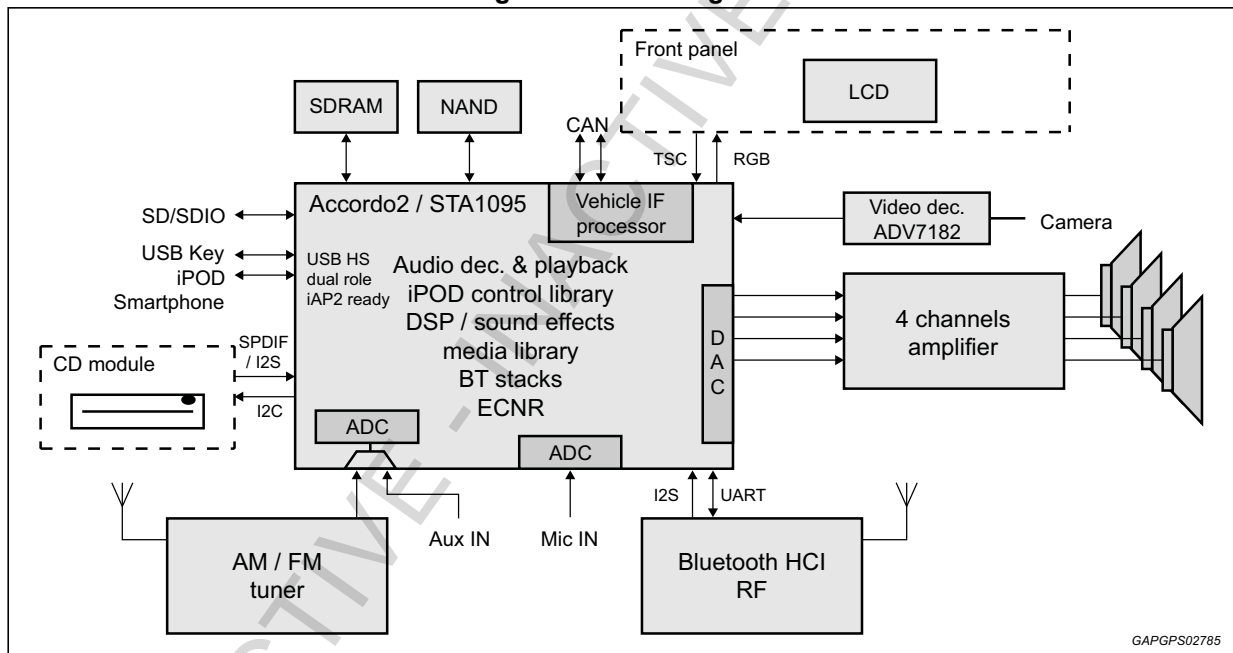 Front panel
LCD
SDRAM
NAND
CAN
TSC
RGB
Accordo2 / STA1095
Vehicle IF
processor
SD/SDIO
USB Key
iPOD
Smartphone
USB HS
dual role
iAP2 ready
Audio dec. & playback
iPOD control library
DSP / sound effects
media library
BT stacks
ECNR
Video dec.
ADV7182
Camera
D
A
C
4 channels
amplifier
CD module
SPDIF
/ I2S
I2C
ADC
ADC
I2S
UART
Aux IN
Mic IN
AM / FM
tuner
Bluetooth HCI
RF
GAPGPS02785